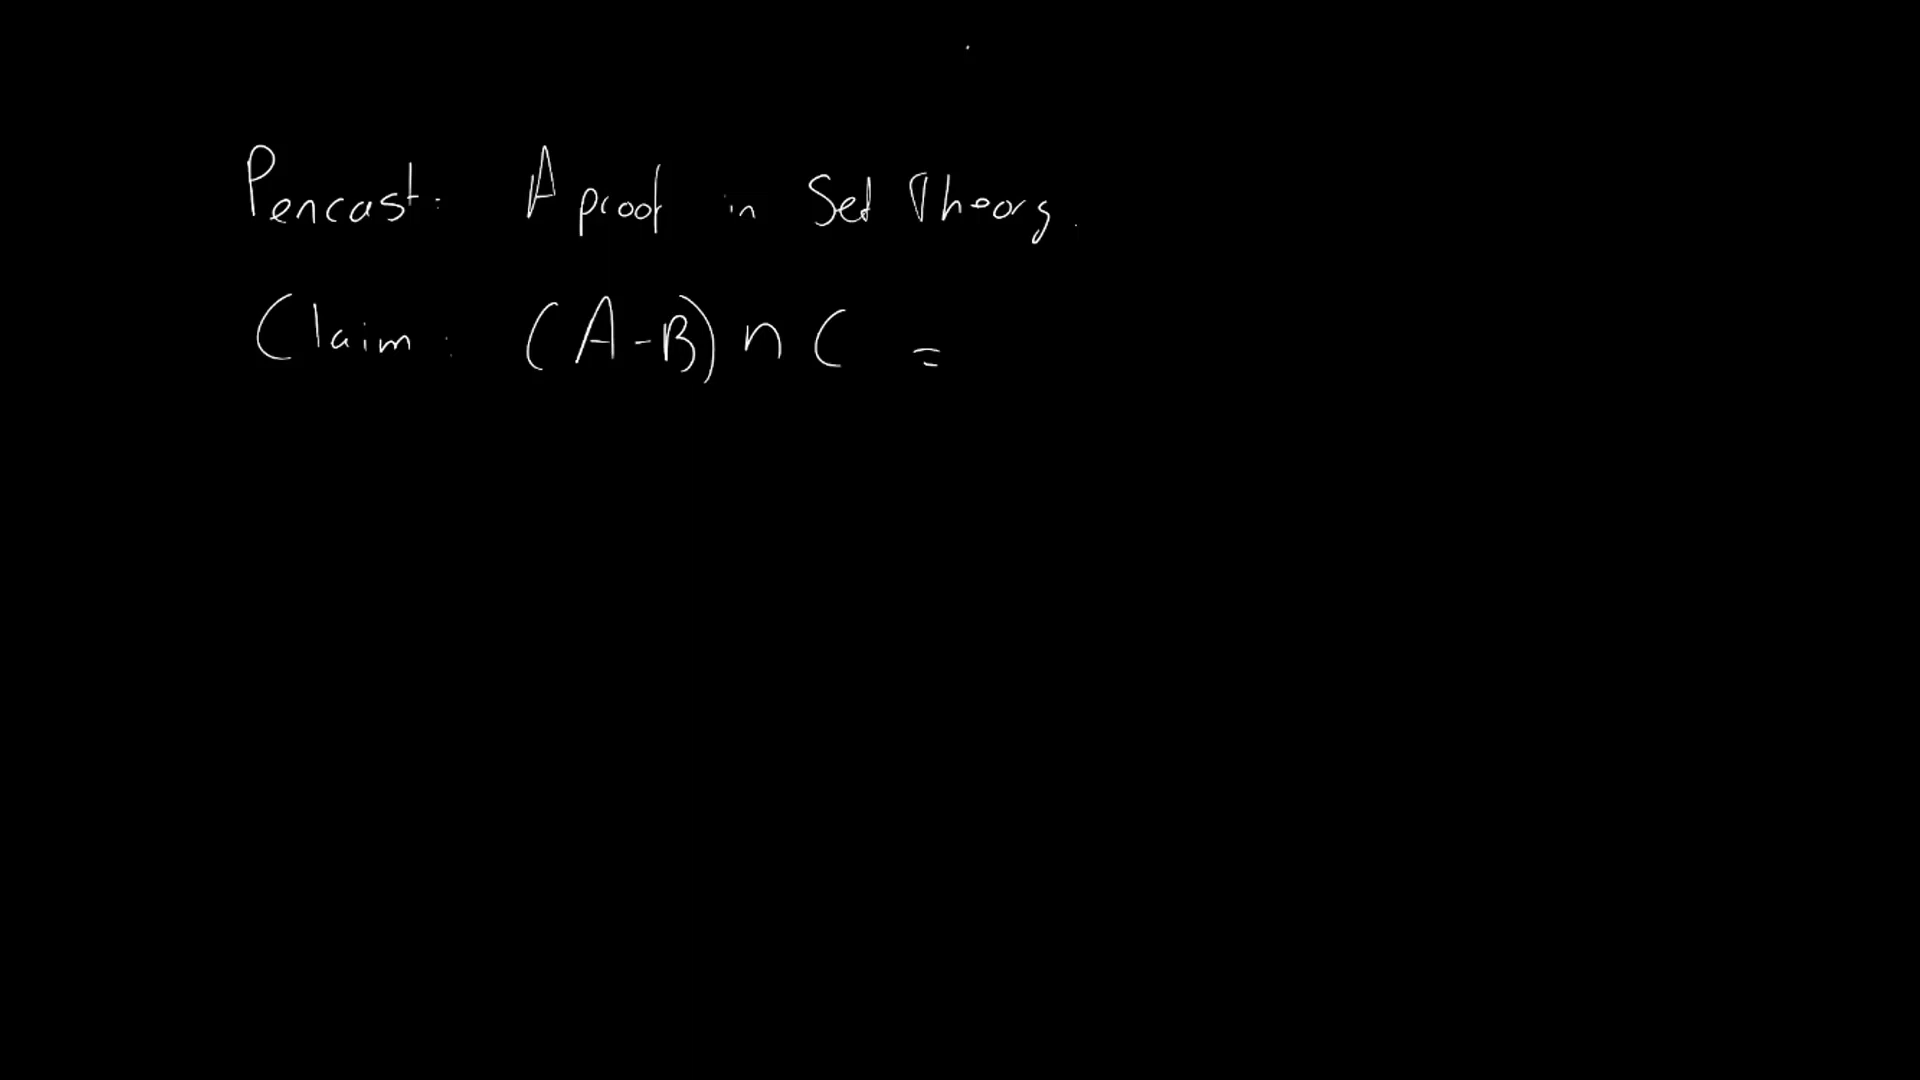 Pencast: A proof in Set Theory.
Claim: (A-B) ∩ C =